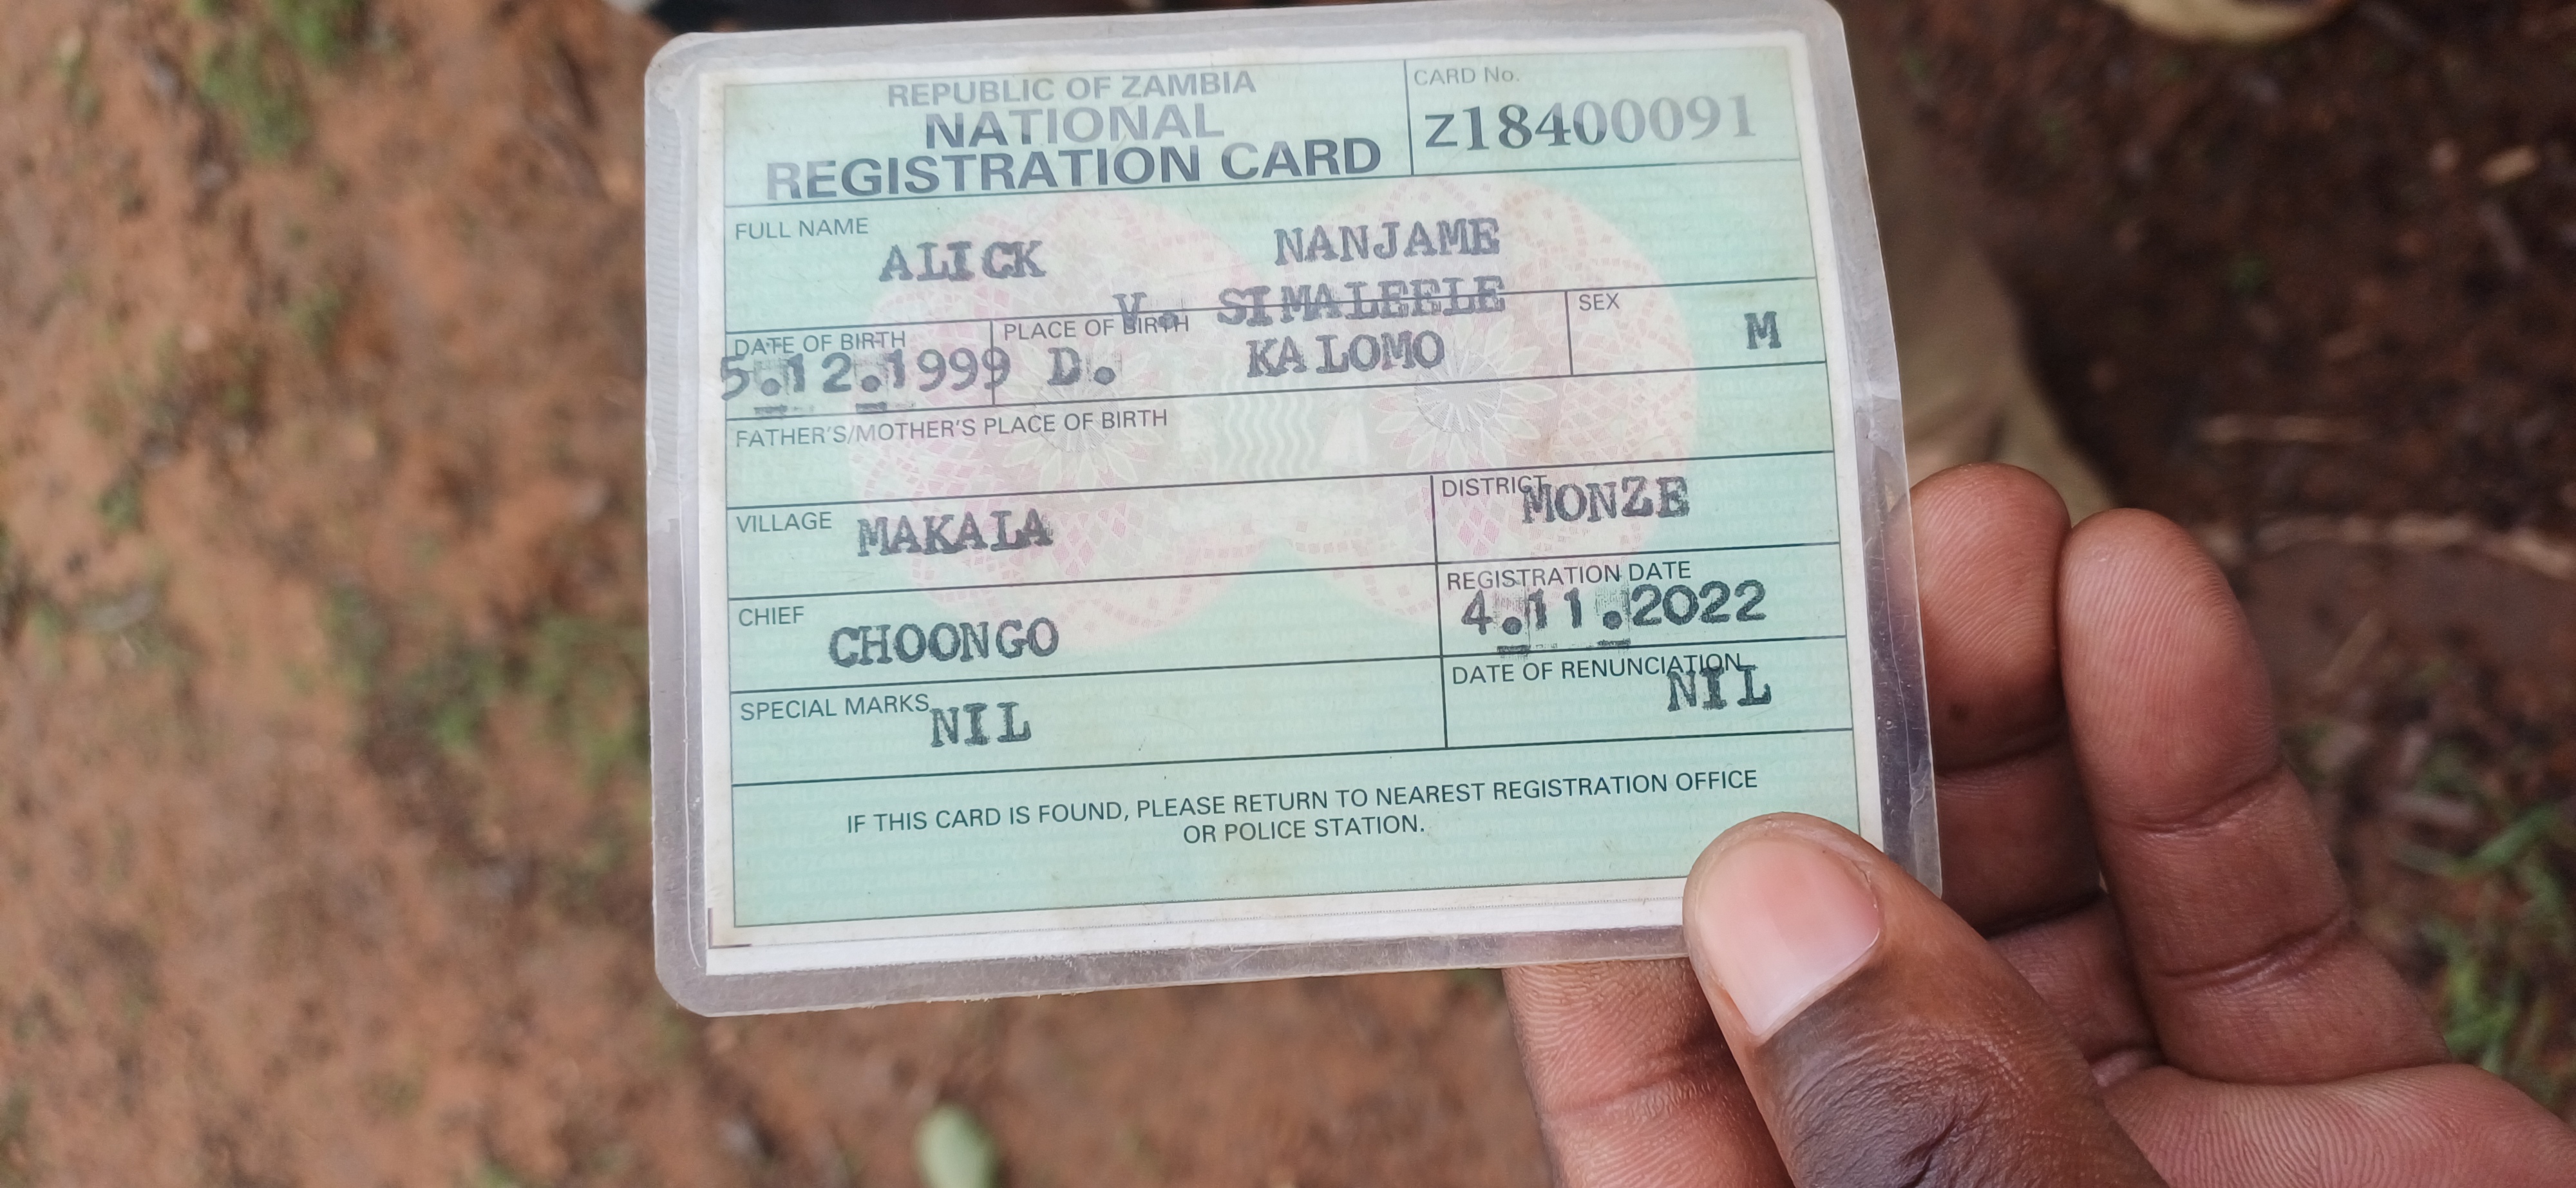 REPUBLIC OF ZAMBIA
NATIONAL
REGISTRATION CARD
CARD No.
Z18400091
FULL NAME
ALICK NANJAME
DATE OF BIRTH
5.12.1999
PLACE OF BIRTH
V. SIMALEELE
D. KALOMO
SEX
M
FATHER'S/MOTHER'S PLACE OF BIRTH
VILLAGE MAKALA
DISTRICT MONZE
CHIEF CHOONGO
REGISTRATION DATE
4.11.2022
SPECIAL MARKS NIL
DATE OF RENUNCIATION
NIL
IF THIS CARD IS FOUND, PLEASE RETURN TO NEAREST REGISTRATION OFFICE
OR POLICE STATION.